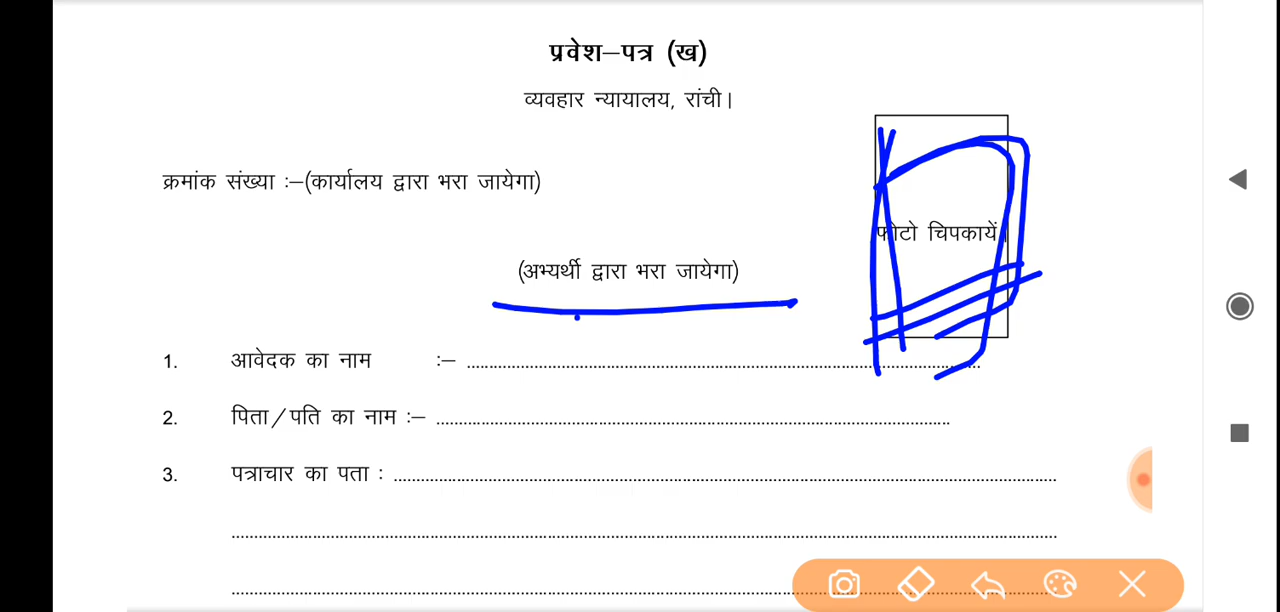 प्रवेश–पत्र (ख)
व्यवहार न्यायालय, रांची।
क्रमांक संख्या :–(कार्यालय द्वारा भरा जायेगा)
फोटो चिपकायें।
(अभ्यर्थी द्वारा भरा जायेगा)
1. आवेदक का नाम :– ....................
2. पिता/पति का नाम :– ....................
3. पत्राचार का पता : ....................
....................
....................